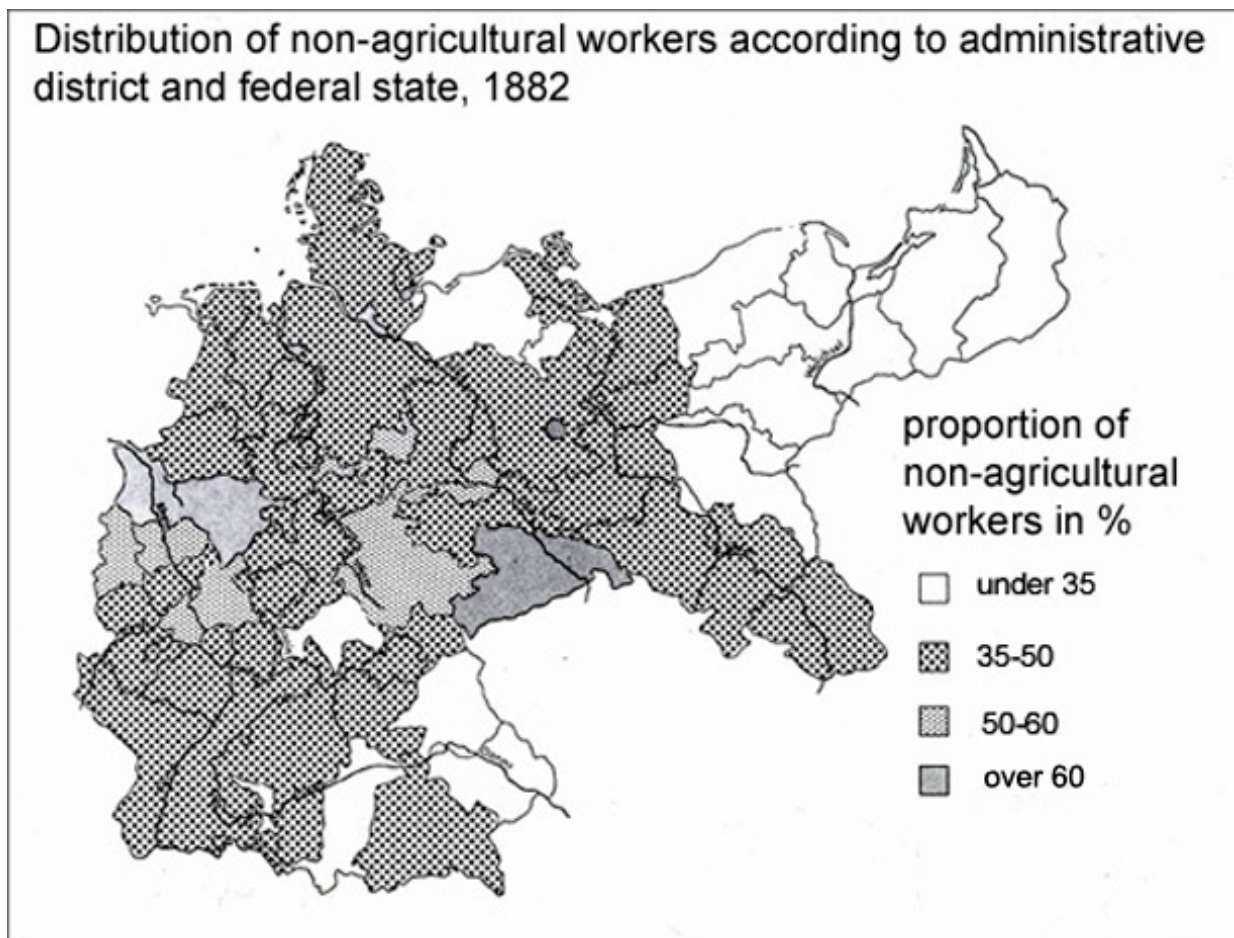 Distribution of non-agricultural workers according to administrative
district and federal state, 1882
proportion of
non-agricultural
workers in %
under 35
35-50
50-60
over 60